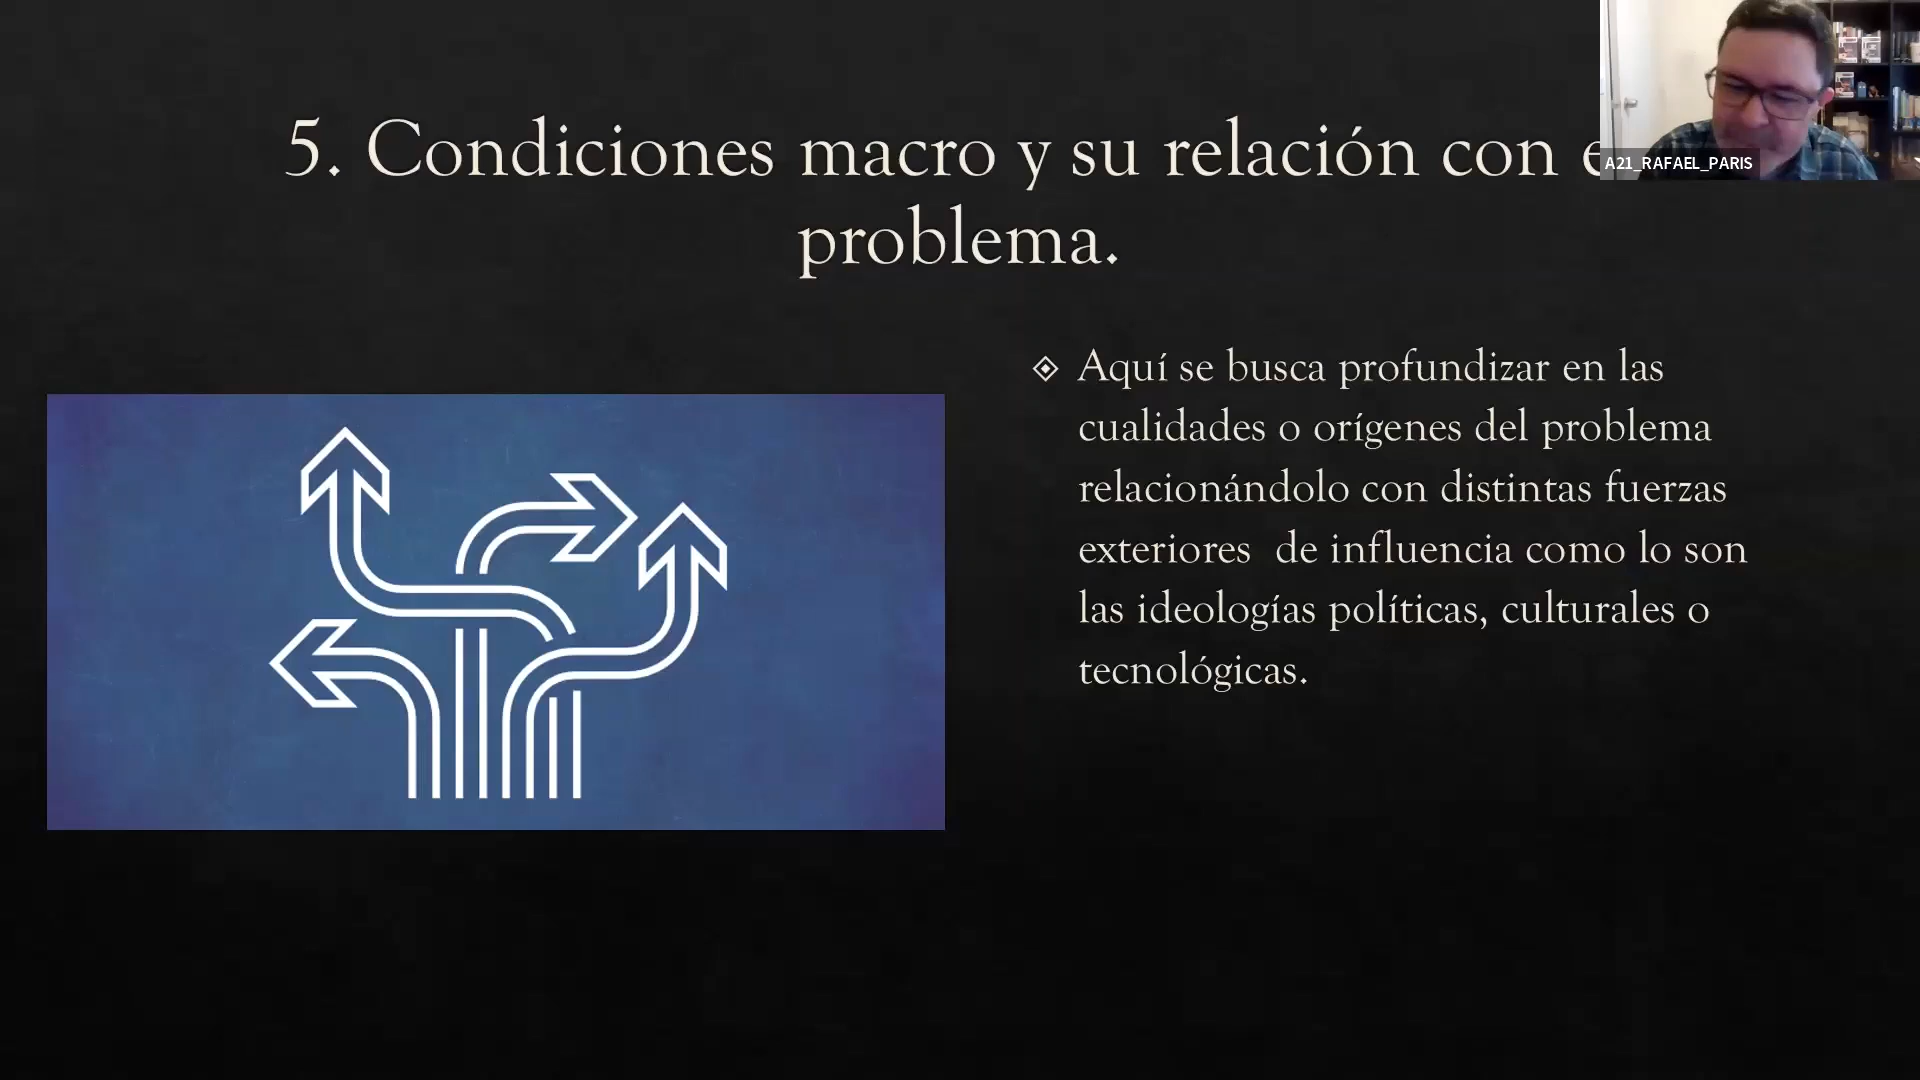 5. Condiciones macro y su relación con e
problema.
A21_RAFAEL_PARIS
Aquí se busca profundizar en las
cualidades o orígenes del problema
relacionándolo con distintas fuerzas
exteriores  de influencia como lo son
las ideologías políticas, culturales o
tecnológicas.